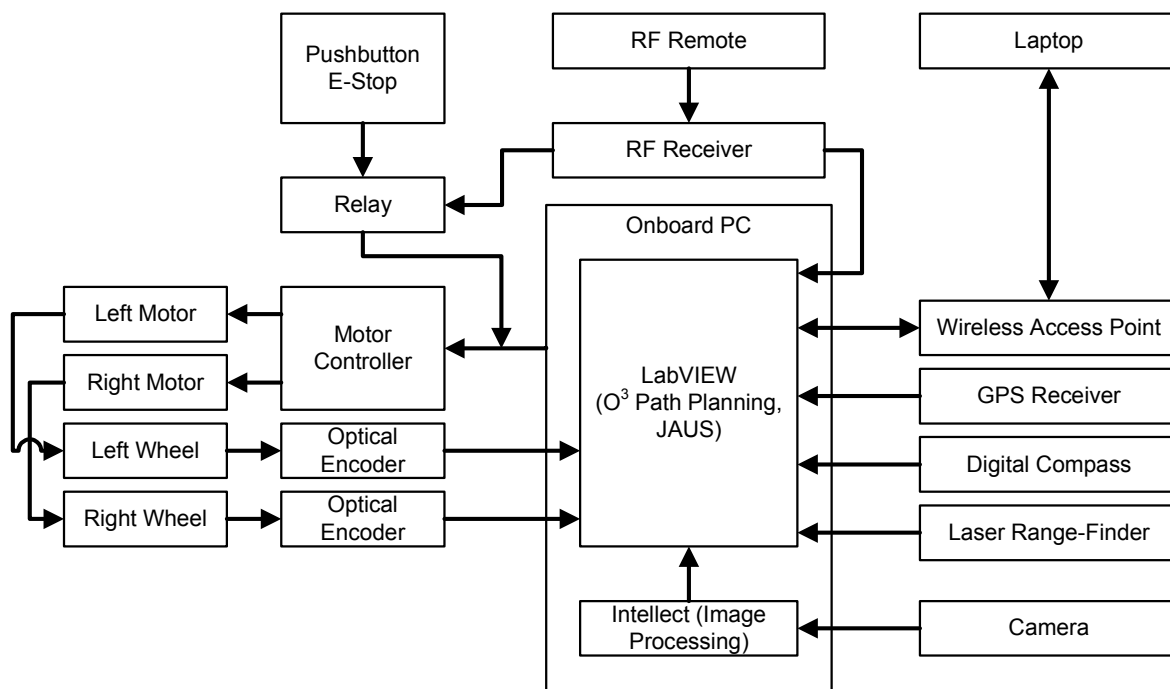 Pushbutton
E-Stop
RF Remote
Laptop
RF Receiver
Relay
Onboard PC
Left Motor
Right Motor
Motor
Controller
LabVIEW
(O³ Path Planning,
JAUS)
Wireless Access Point
GPS Receiver
Left Wheel
Optical
Encoder
Digital Compass
Right Wheel
Optical
Encoder
Laser Range-Finder
Intellect (Image
Processing)
Camera